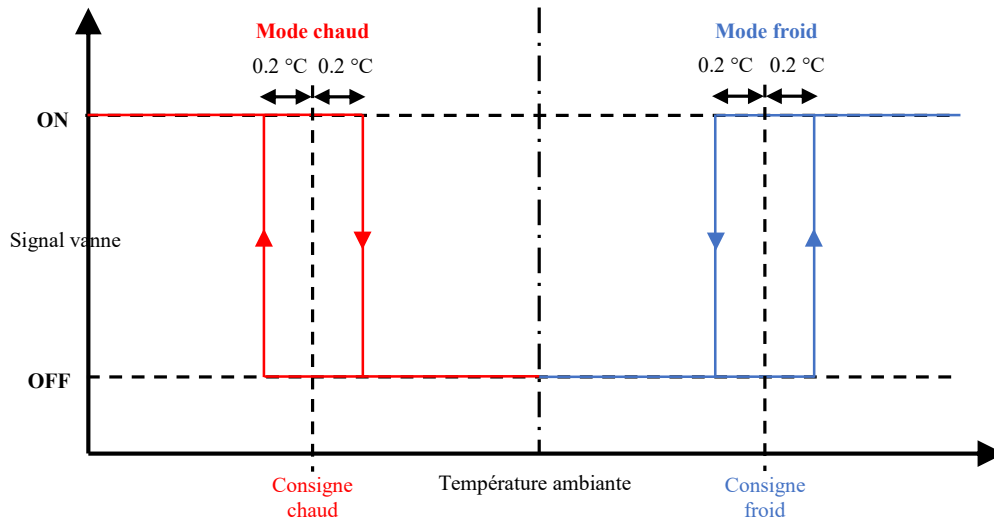 Mode chaud
Mode froid
0.2 °C
0.2 °C
0.2 °C
0.2 °C
ON
Signal vanne
OFF
Consigne
chaud
Température ambiante
Consigne
froid